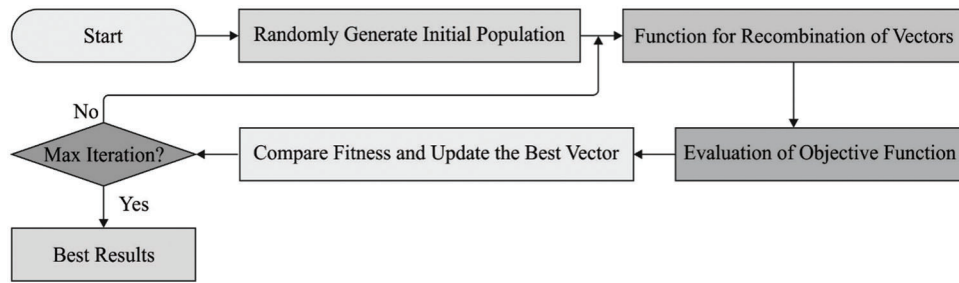 Start
Randomly Generate Initial Population
Function for Recombination of Vectors
No
Max Iteration?
Compare Fitness and Update the Best Vector
Evaluation of Objective Function
Yes
Best Results